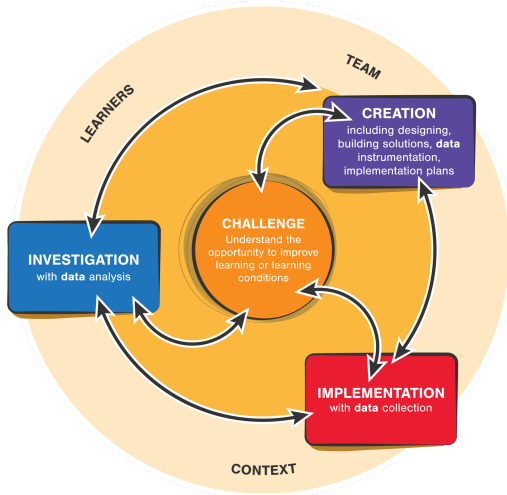 LEARNERS
TEAM
CREATION
including designing,
building solutions, data
instrumentation,
implementation plans
CHALLENGE
Understand the
opportunity to improve
learning or learning
conditions
INVESTIGATION
with data analysis
IMPLEMENTATION
with data collection
CONTEXT